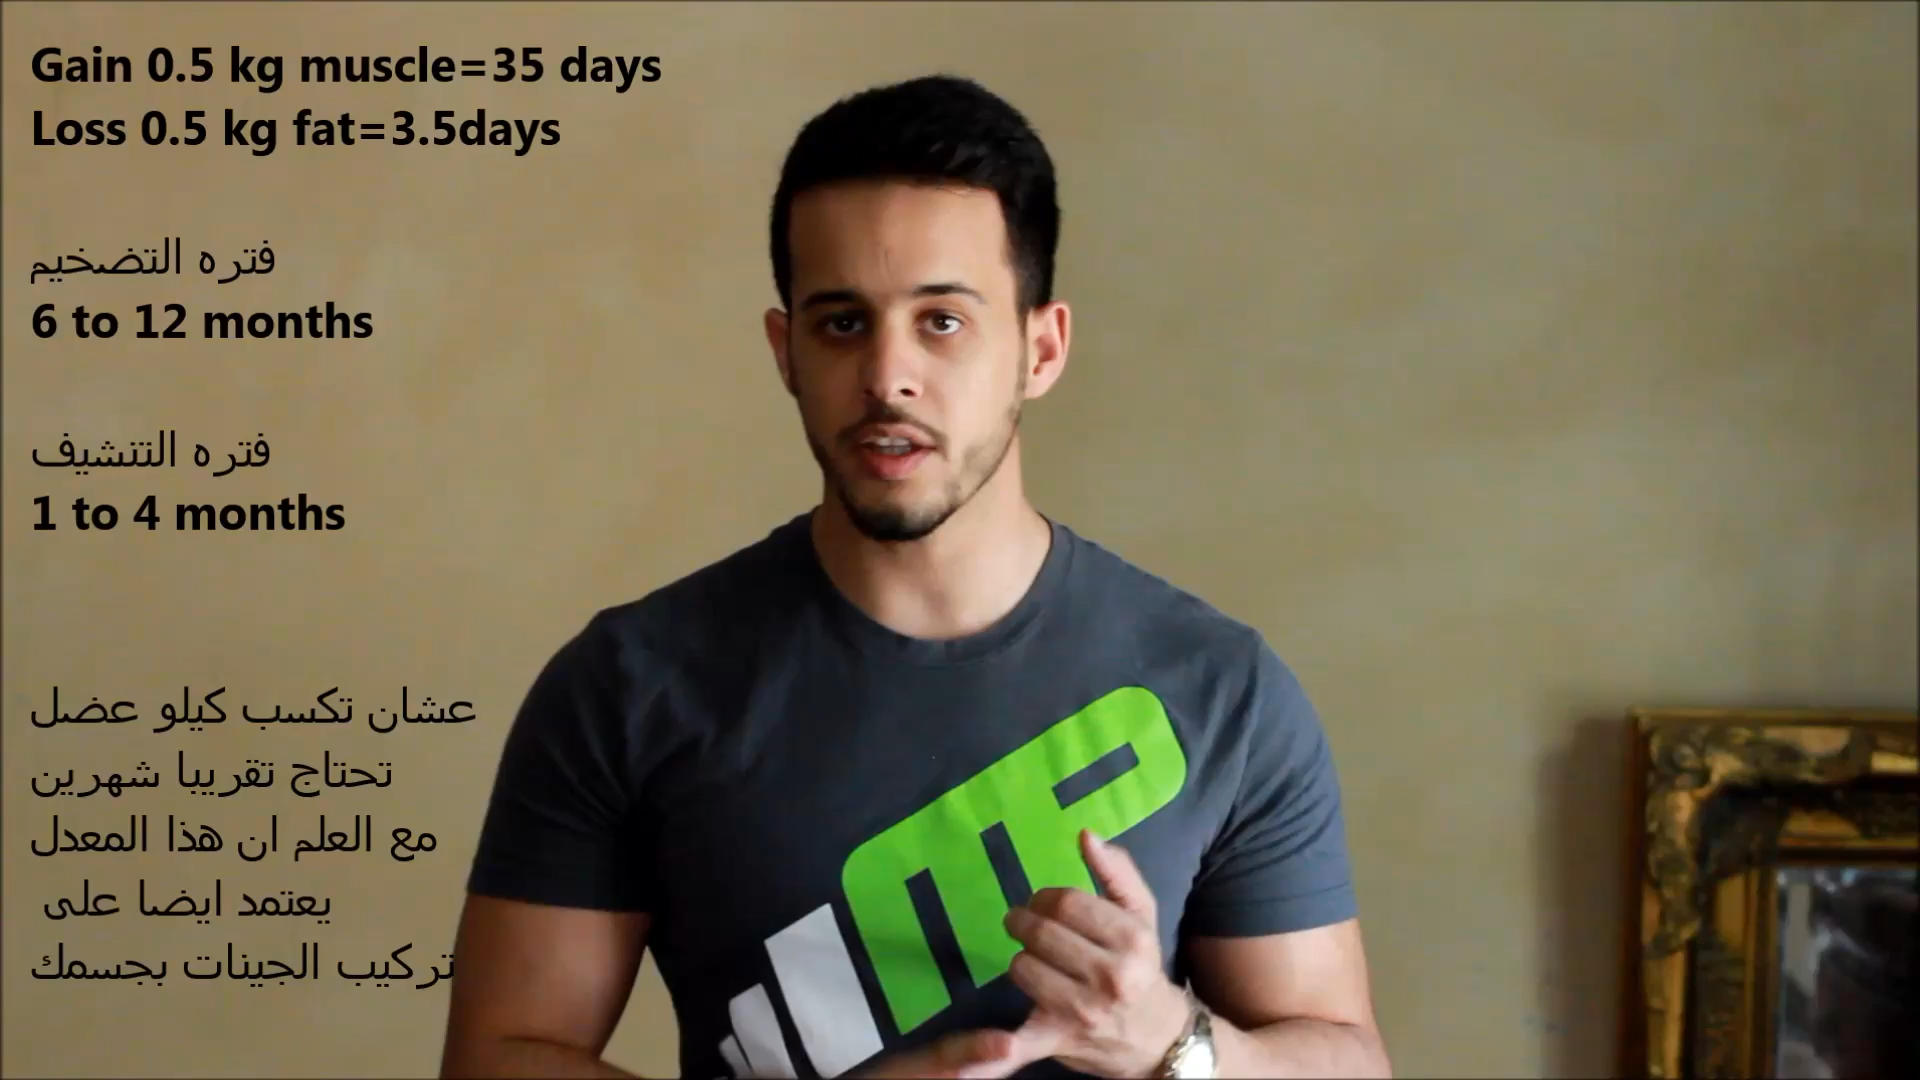 Gain 0.5 kg muscle=35 days
Loss 0.5 kg fat=3.5days
فتره التضخيم
6 to 12 months
فتره التنشيف
1 to 4 months
عشان تكسب كيلو عضل
تحتاج تقريبا شهرين
مع العلم ان هذا المعدل
يعتمد ايضا على
تركيب الجينات بجسمك
MP